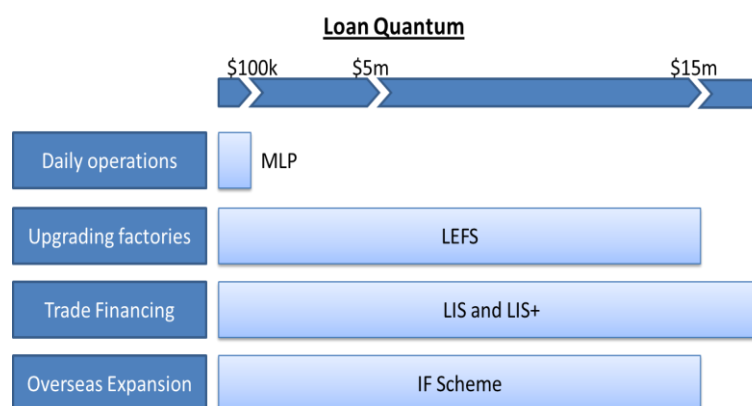 Loan Quantum
$100k $5m $15m
Daily operations MLP
Upgrading factories LEFS
Trade Financing LIS and LIS+
Overseas Expansion IF Scheme